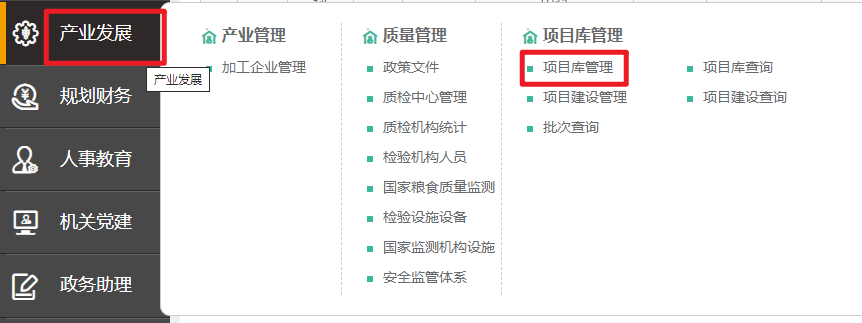 产业发展
规划财务
人事教育
机关党建
政务助理
产业发展
产业管理
加工企业管理
质量管理
政策文件
质检中心管理
质检机构统计
检验机构人员
国家粮食质量监测
检验设施设备
国家监测机构设施
安全监管体系
项目库管理
项目库管理
项目库查询
项目建设管理
项目建设查询
批次查询